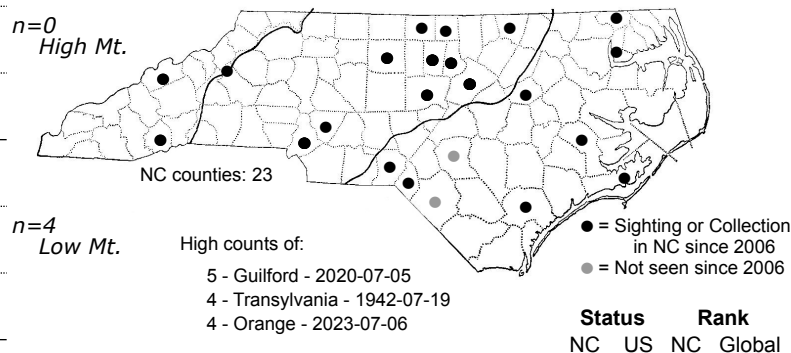 n=0
High Mt.
NC counties: 23
n=4
Low Mt.
High counts of:
5 - Guilford - 2020-07-05
4 - Transylvania - 1942-07-19
4 - Orange - 2023-07-06
● = Sighting or Collection
in NC since 2006
● = Not seen since 2006
Status Rank
NC US NC Global